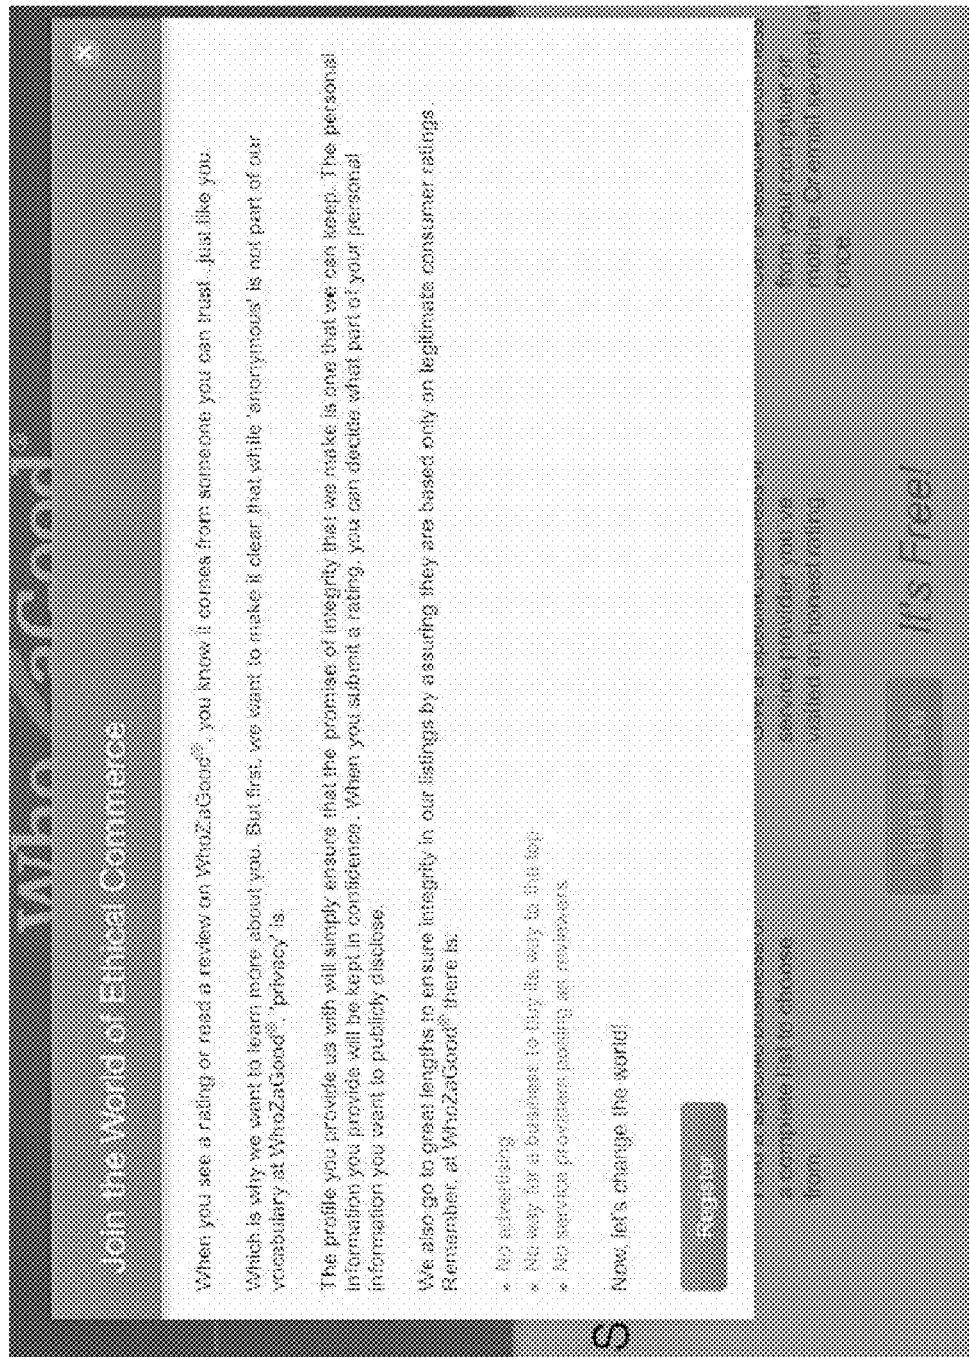 WhoZaGood
Join the World of Ethical Commerce
×
When you see a rating or read a review on WhoZaGood®, you know it comes from someone you can trust...just like you.
Which is why we want to learn more about you. But first, we want to make it clear that while 'anonymous' is not part of our
vocabulary at WhoZaGood®, 'privacy' is.
The profile you provide us with will simply ensure that the promise of integrity that we make is one that we can keep. The personal
information you provide will be kept in confidence. When you submit a rating, you can decide what part of your personal
information you want to publicly disclose.
We also go to great lengths to ensure integrity in our listings by assuring they are based only on legitimate consumer ratings.
Remember, at WhoZaGood® there is:
• No advertising
• No way for a business to buy its way to the top
• No service providers posing as reviewers
Now, let's change the world!
Register
It's Free!
S